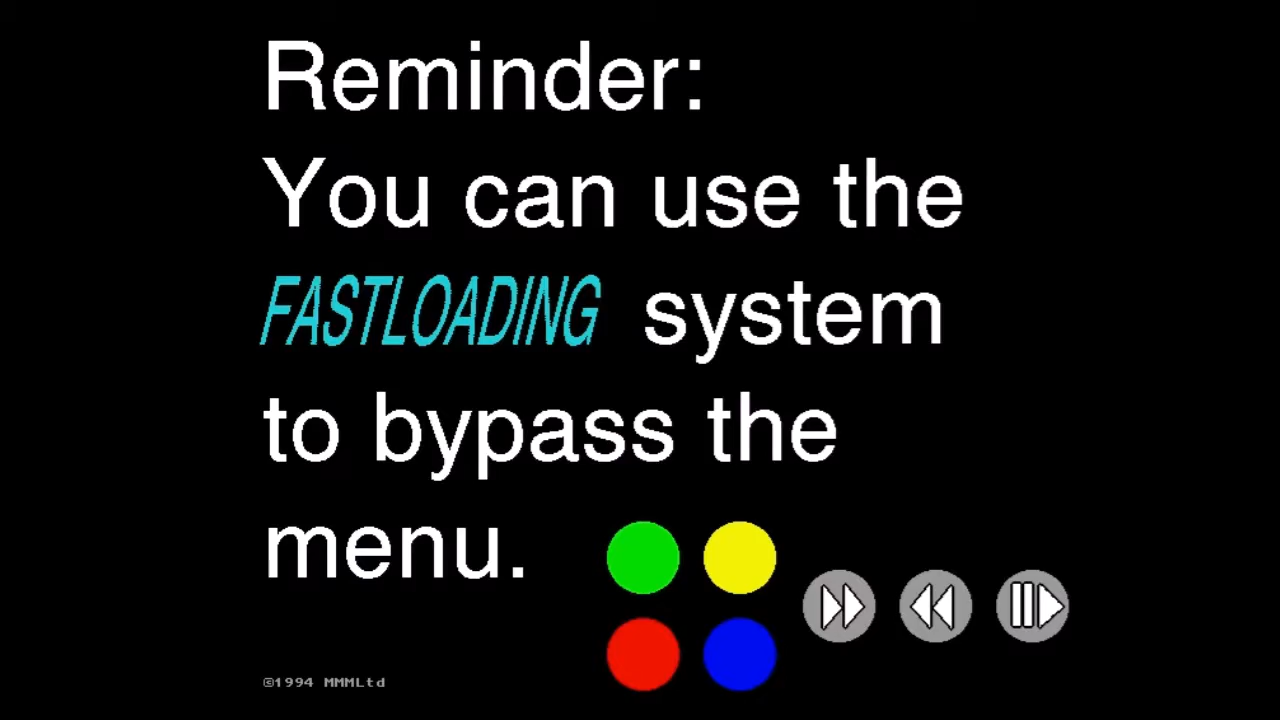 Reminder:
You can use the
FASTLOADING system
to bypass the
menu.
©1994 MMMLtd